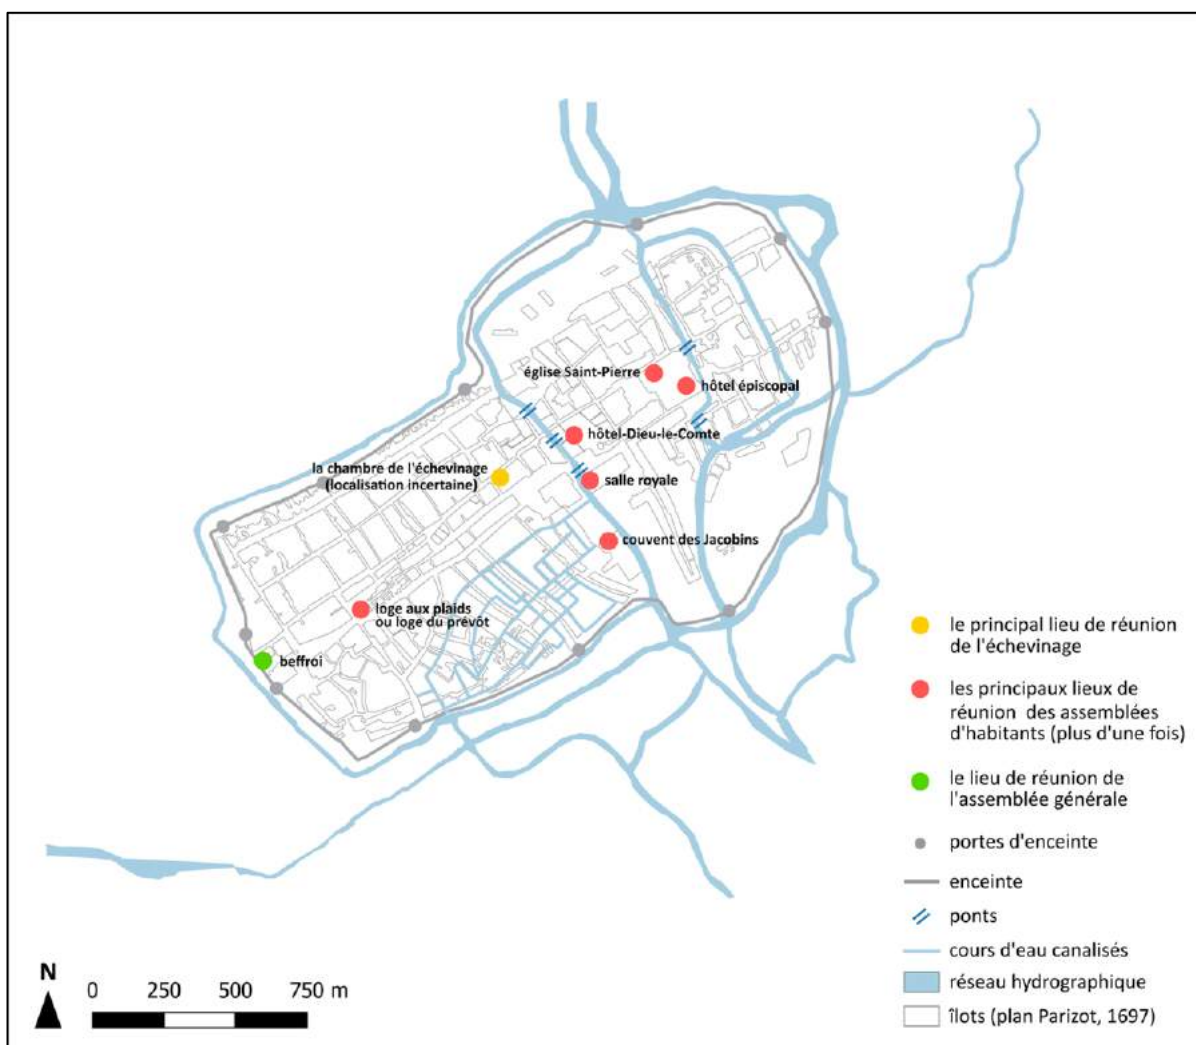 église Saint-Pierre
hôtel épiscopal
hôtel-Dieu-le-Comte
la chambre de l'échevinage
(localisation incertaine)
salle royale
couvent des Jacobins
loge aux plaids
ou loge du prévôt
beffroi
le principal lieu de réunion
de l'échevinage
les principaux lieux de
réunion des assemblées
d'habitants (plus d'une fois)
le lieu de réunion de
l'assemblée générale
portes d'enceinte
enceinte
ponts
cours d'eau canalisés
réseau hydrographique
îlots (plan Parizot, 1697)
N
0 250 500 750 m